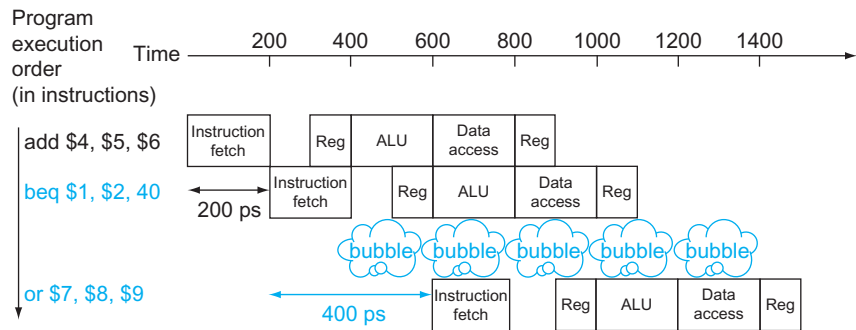 Program
execution
order
(in instructions)
Time
200 400 600 800 1000 1200 1400
add $4, $5, $6
Instruction
fetch
Reg
ALU
Data
access
Reg
beq $1, $2, 40
200 ps
Instruction
fetch
Reg
ALU
Data
access
Reg
bubble bubble bubble bubble bubble
or $7, $8, $9
400 ps
Instruction
fetch
Reg
ALU
Data
access
Reg